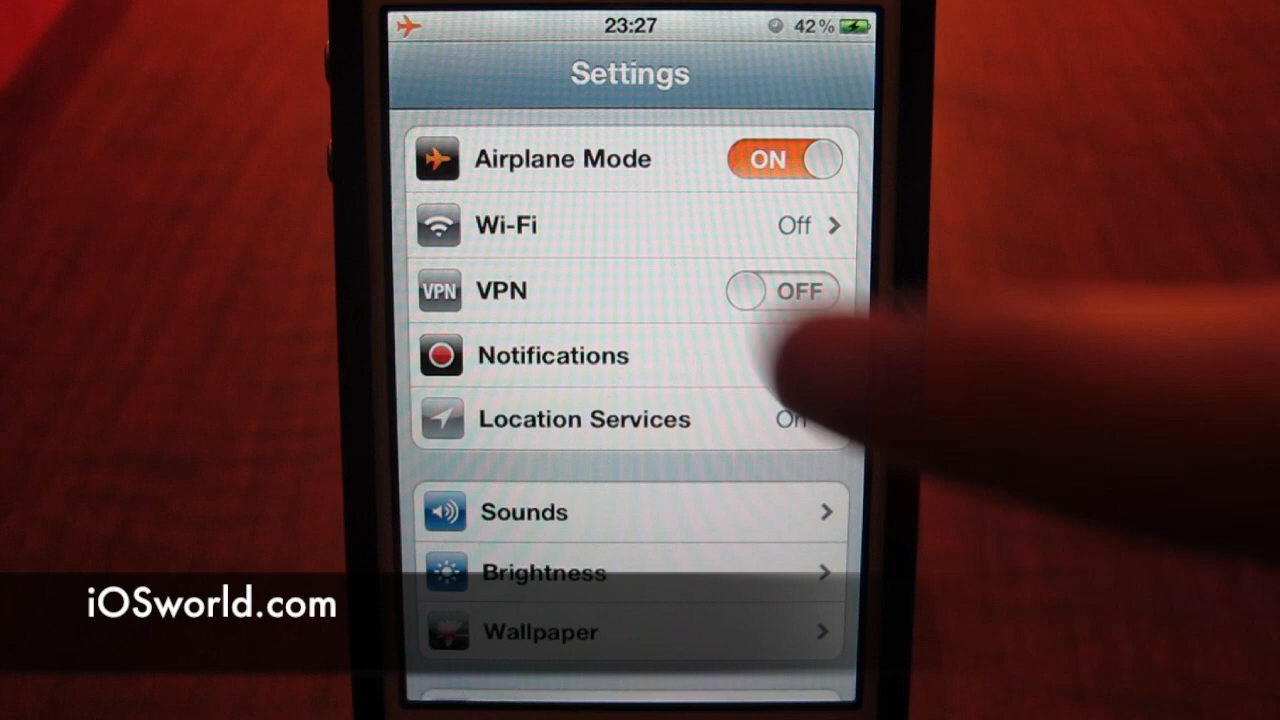 23:27 42%
Settings
Airplane Mode ON
Wi-Fi Off
VPN VPN OFF
Notifications
Location Services On
Sounds
Brightness
iOSworld.com
Wallpaper